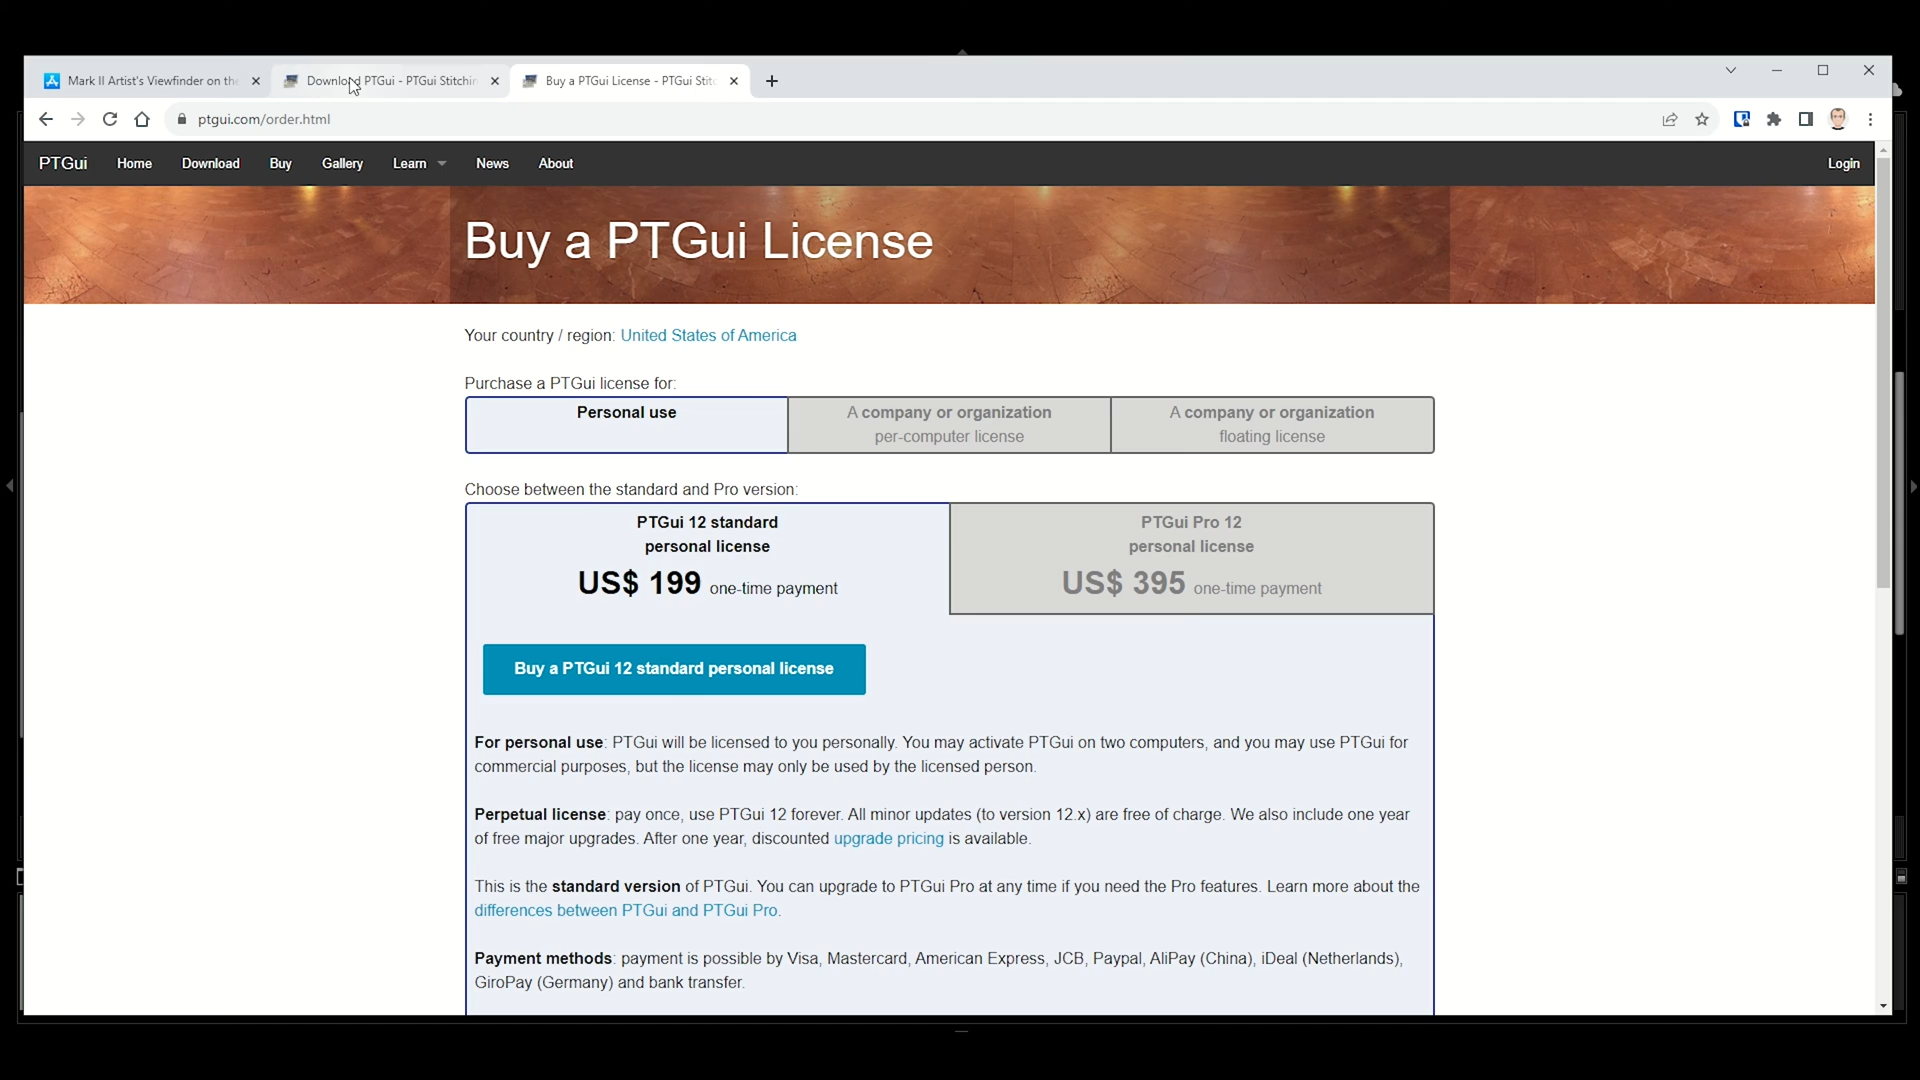 Mark II Artist's Viewfinder on the
Download PTGui - PTGui Stitchin
Buy a PTGui License - PTGui Stitc
ptgui.com/order.html
PTGui Home Download Buy Gallery Learn News About Login
Buy a PTGui License
Your country / region: United States of America
Purchase a PTGui license for:
Personal use
A company or organization
per-computer license
A company or organization
floating license
Choose between the standard and Pro version:
PTGui 12 standard
personal license
US$ 199 one-time payment
PTGui Pro 12
personal license
US$ 395 one-time payment
Buy a PTGui 12 standard personal license
For personal use: PTGui will be licensed to you personally. You may activate PTGui on two computers, and you may use PTGui for
commercial purposes, but the license may only be used by the licensed person.
Perpetual license: pay once, use PTGui 12 forever. All minor updates (to version 12.x) are free of charge. We also include one year
of free major upgrades. After one year, discounted upgrade pricing is available.
This is the standard version of PTGui. You can upgrade to PTGui Pro at any time if you need the Pro features. Learn more about the
differences between PTGui and PTGui Pro.
Payment methods: payment is possible by Visa, Mastercard, American Express, JCB, Paypal, AliPay (China), iDeal (Netherlands),
GiroPay (Germany) and bank transfer.